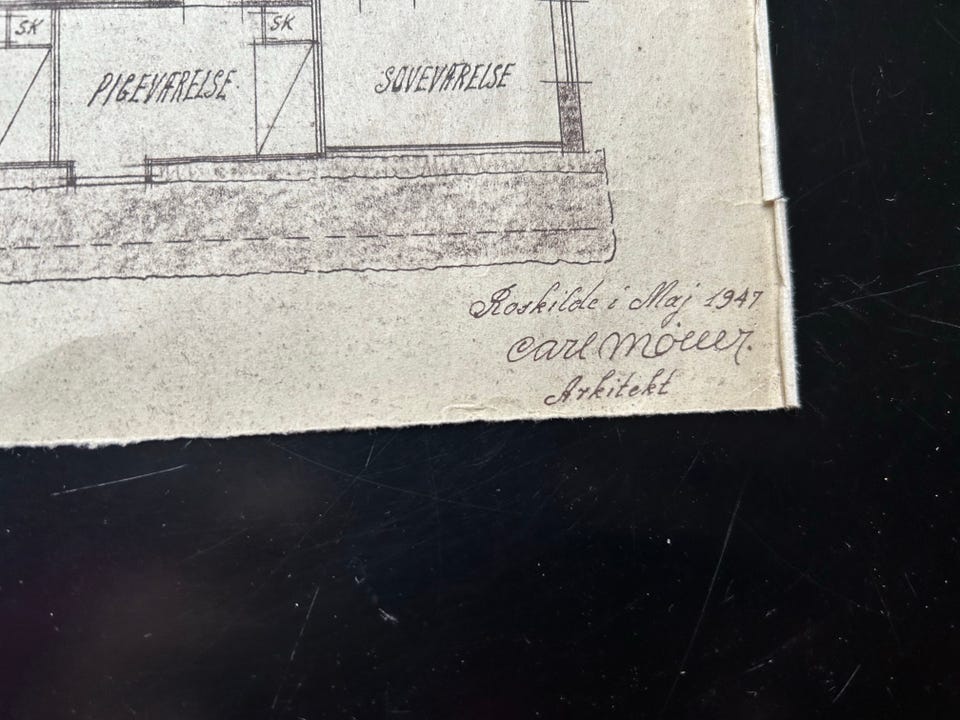 SK
SK
PIGEVÆRELSE
SOVEVÆRELSE
Roskilde i Maj 1947
Carl Möller.
Arkitekt